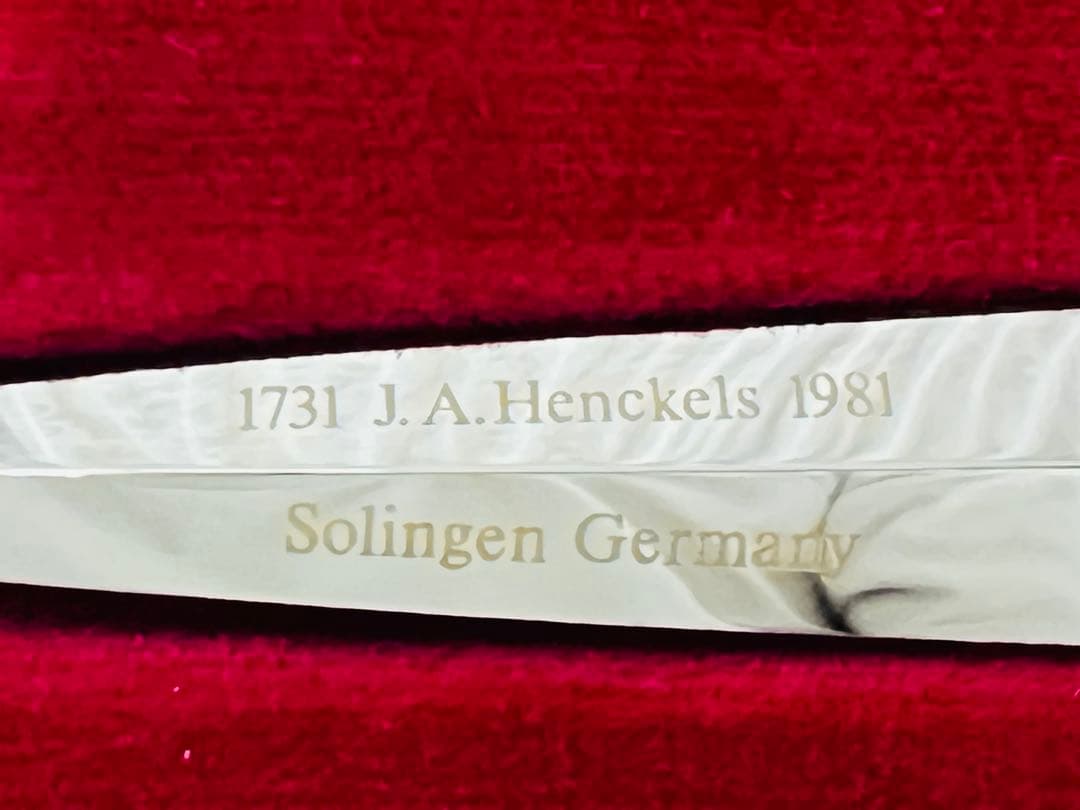 1731 J. A. Henckels 1981
Solingen Germany